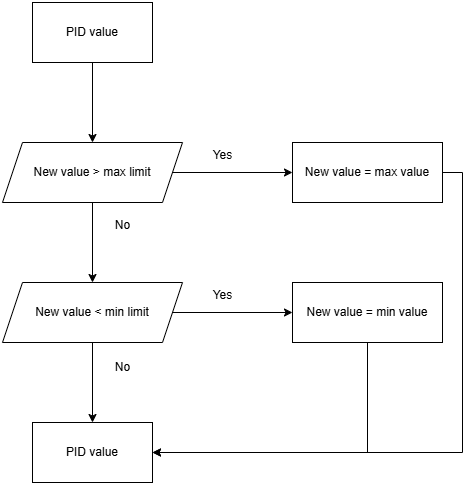 PID value
New value > max limit
Yes
New value = max value
No
New value < min limit
Yes
New value = min value
No
PID value